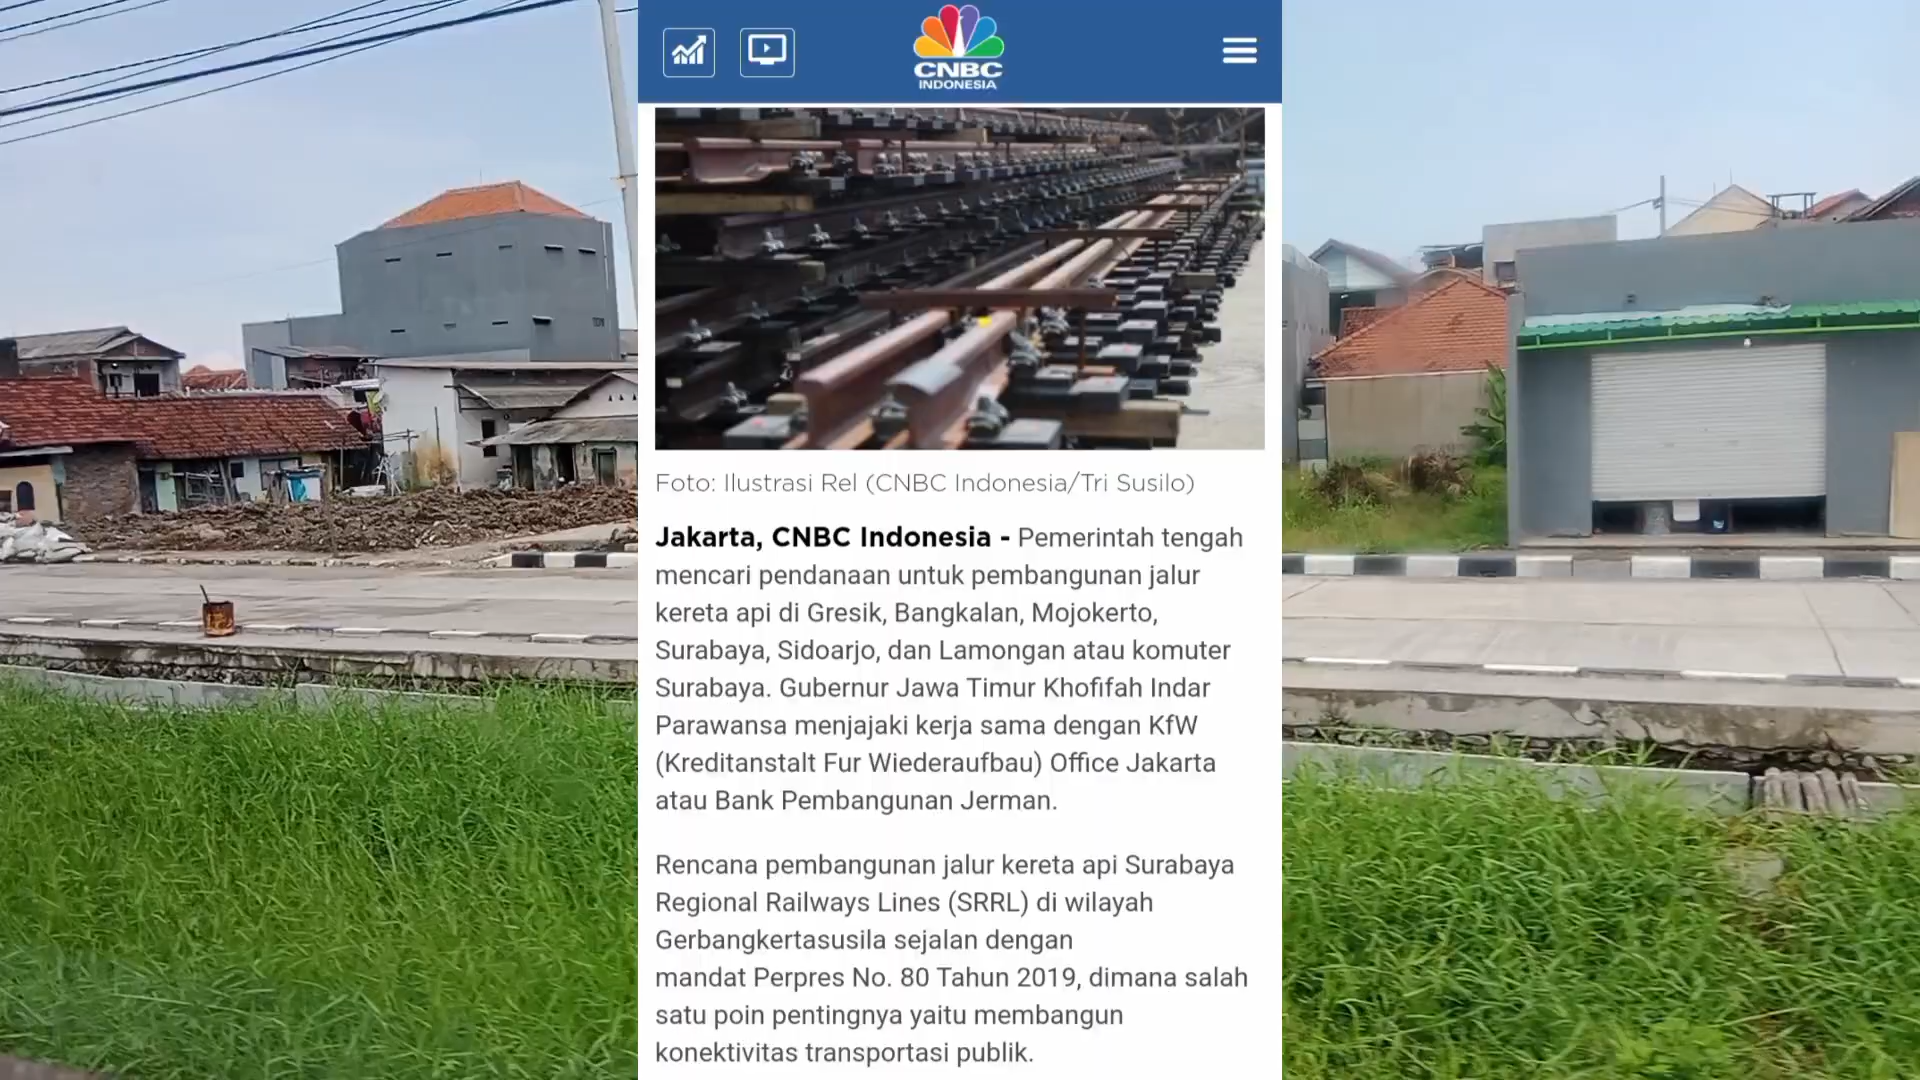 CNBC
INDONESIA
Foto: Ilustrasi Rel (CNBC Indonesia/Tri Susilo)
Jakarta, CNBC Indonesia - Pemerintah tengah
mencari pendanaan untuk pembangunan jalur
kereta api di Gresik, Bangkalan, Mojokerto,
Surabaya, Sidoarjo, dan Lamongan atau komuter
Surabaya. Gubernur Jawa Timur Khofifah Indar
Parawansa menjajaki kerja sama dengan KfW
(Kreditanstalt Fur Wiederaufbau) Office Jakarta
atau Bank Pembangunan Jerman.
Rencana pembangunan jalur kereta api Surabaya
Regional Railways Lines (SRRL) di wilayah
Gerbangkertasusila sejalan dengan
mandat Perpres No. 80 Tahun 2019, dimana salah
satu poin pentingnya yaitu membangun
konektivitas transportasi publik.